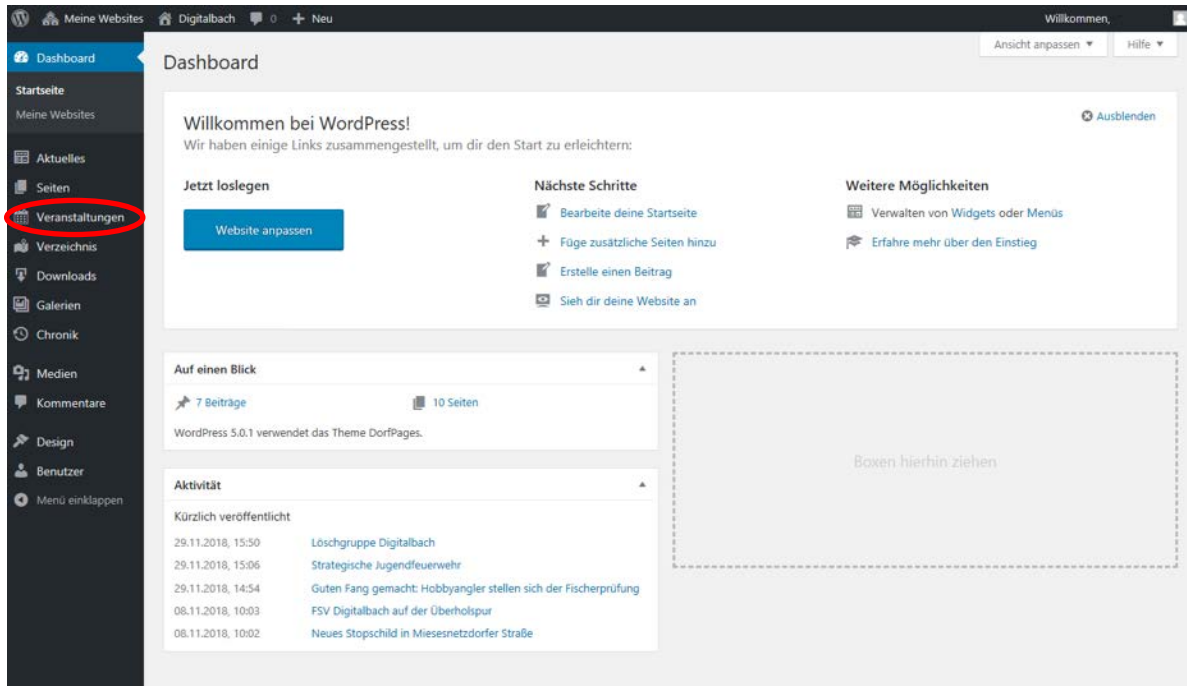 Meine Websites Digitalbach 0 Neu Willkommen,
Ansicht anpassen Hilfe
Dashboard
Startseite
Meine Websites
Aktuelles
Seiten
Veranstaltungen
Verzeichnis
Downloads
Galerien
Chronik
Medien
Kommentare
Design
Benutzer
Menü einklappen
Dashboard
Willkommen bei WordPress!
Ausblenden
Wir haben einige Links zusammengestellt, um dir den Start zu erleichtern:
Jetzt loslegen
Website anpassen
Nächste Schritte
Bearbeite deine Startseite
Füge zusätzliche Seiten hinzu
Erstelle einen Beitrag
Sieh dir deine Website an
Weitere Möglichkeiten
Verwalten von Widgets oder Menüs
Erfahre mehr über den Einstieg
Auf einen Blick
7 Beiträge 10 Seiten
WordPress 5.0.1 verwendet das Theme DorfPages.
Aktivität
Kürzlich veröffentlicht
29.11.2018, 15:50 Löschgruppe Digitalbach
29.11.2018, 15:06 Strategische Jugendfeuerwehr
29.11.2018, 14:54 Guten Fang gemacht: Hobbyangler stellen sich der Fischerprüfung
08.11.2018, 10:03 FSV Digitalbach auf der Überholspur
08.11.2018, 10:02 Neues Stopschild in Miesesnetzdorfer Straße
Boxen hierhin ziehen